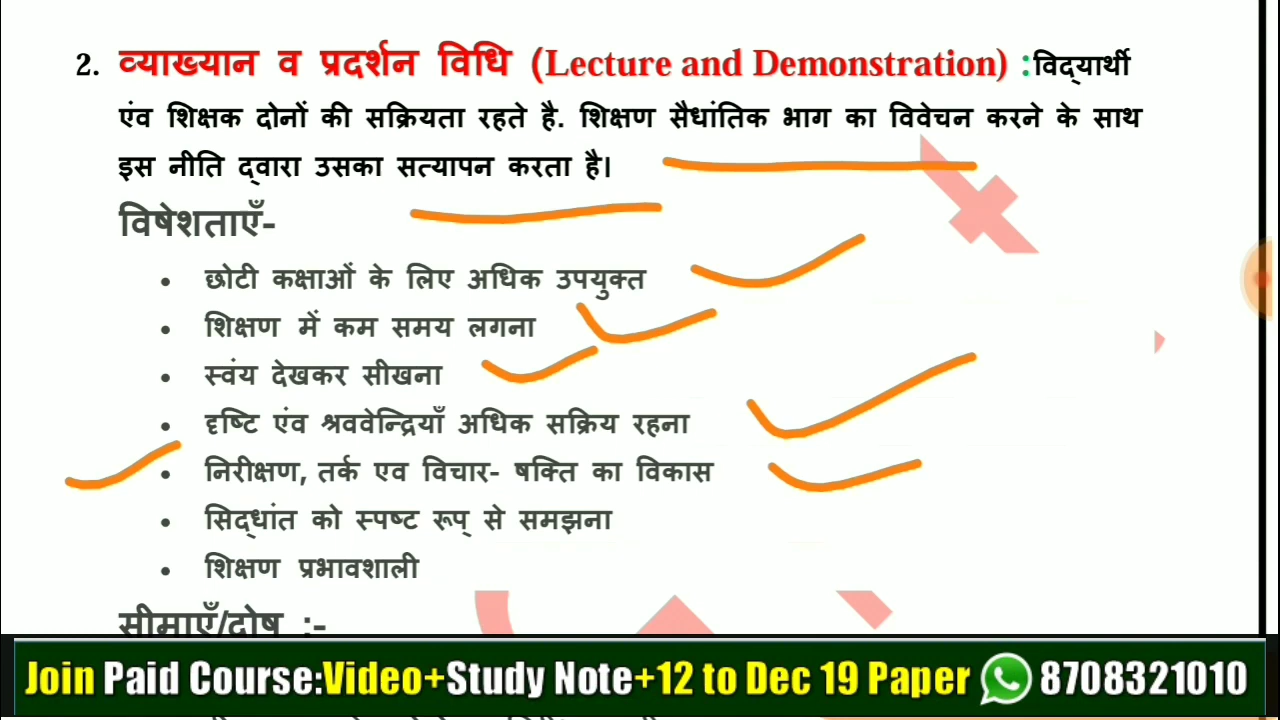 2. व्याख्यान व प्रदर्शन विधि (Lecture and Demonstration) :विद्यार्थी
एंव शिक्षक दोनों की सक्रियता रहते है. शिक्षण सैधांतिक भाग का विवेचन करने के साथ
इस नीति द्वारा उसका सत्यापन करता है।
विषेशताएँ-
• छोटी कक्षाओं के लिए अधिक उपयुक्त
• शिक्षण में कम समय लगना
• स्वंय देखकर सीखना
• दृष्टि एंव श्रववेन्द्रियाँ अधिक सक्रिय रहना
• निरीक्षण, तर्क एव विचार- षक्ति का विकास
• सिद्धांत को स्पष्ट रूप् से समझना
• शिक्षण प्रभावशाली
सीमाएँ/दोष :-
Join Paid Course:Video+Study Note+12 to Dec 19 Paper 8708321010